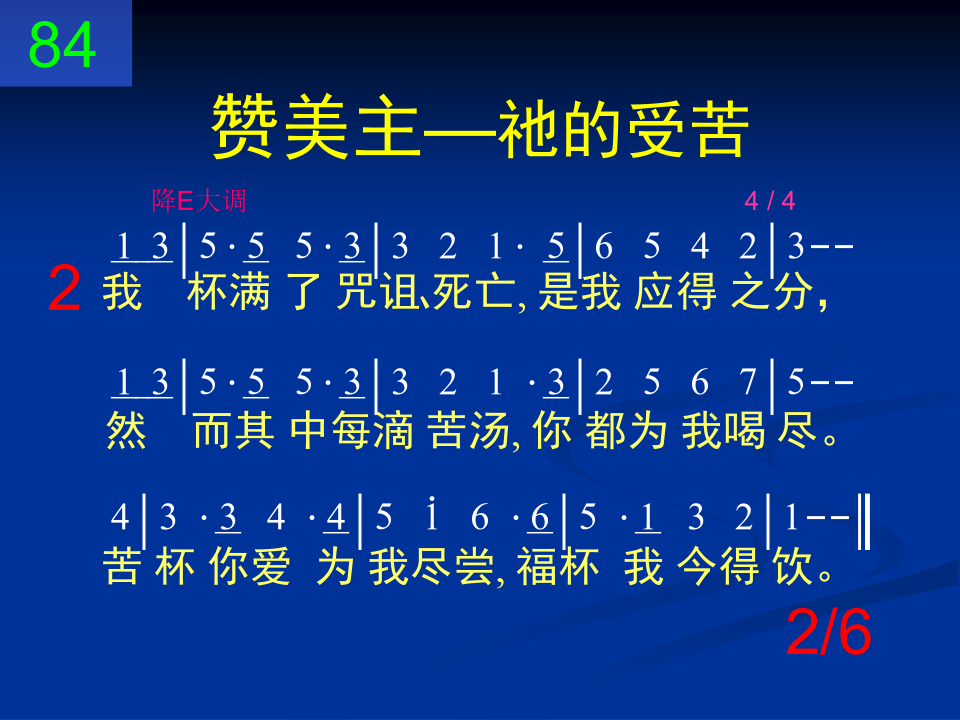 84
赞美主—祂的受苦
降E大调 4 / 4
1 3│5 · 5 5 · 3│3 2 1 · 5│6 5 4 2│3 – –
2 我 杯满 了 咒诅、死亡, 是我 应得 之分,
1 3│5 · 5 5 · 3│3 2 1 · 3│2 5 6 7│5 – –
然 而其 中每滴 苦汤, 你 都为 我喝 尽。
4│3 · 3 4 · 4│5 i 6 · 6│5 · 1 3 2│1 – –‖
苦 杯 你爱 为 我尽尝, 福杯 我 今得 饮。
2/6